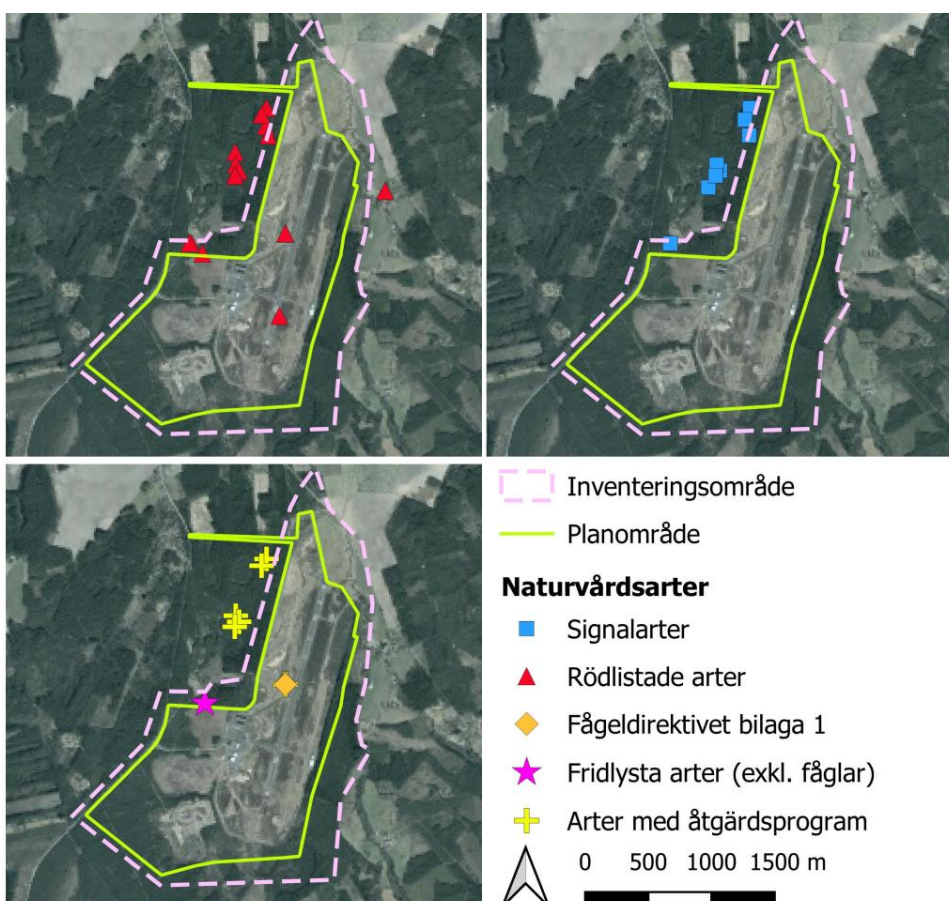 Inventeringsområde
Planområde
Naturvårdsarter
Signalarter
Rödlistade arter
Fågeldirektivet bilaga 1
Fridlysta arter (exkl. fåglar)
Arter med åtgärdsprogram
0 500 1000 1500 m